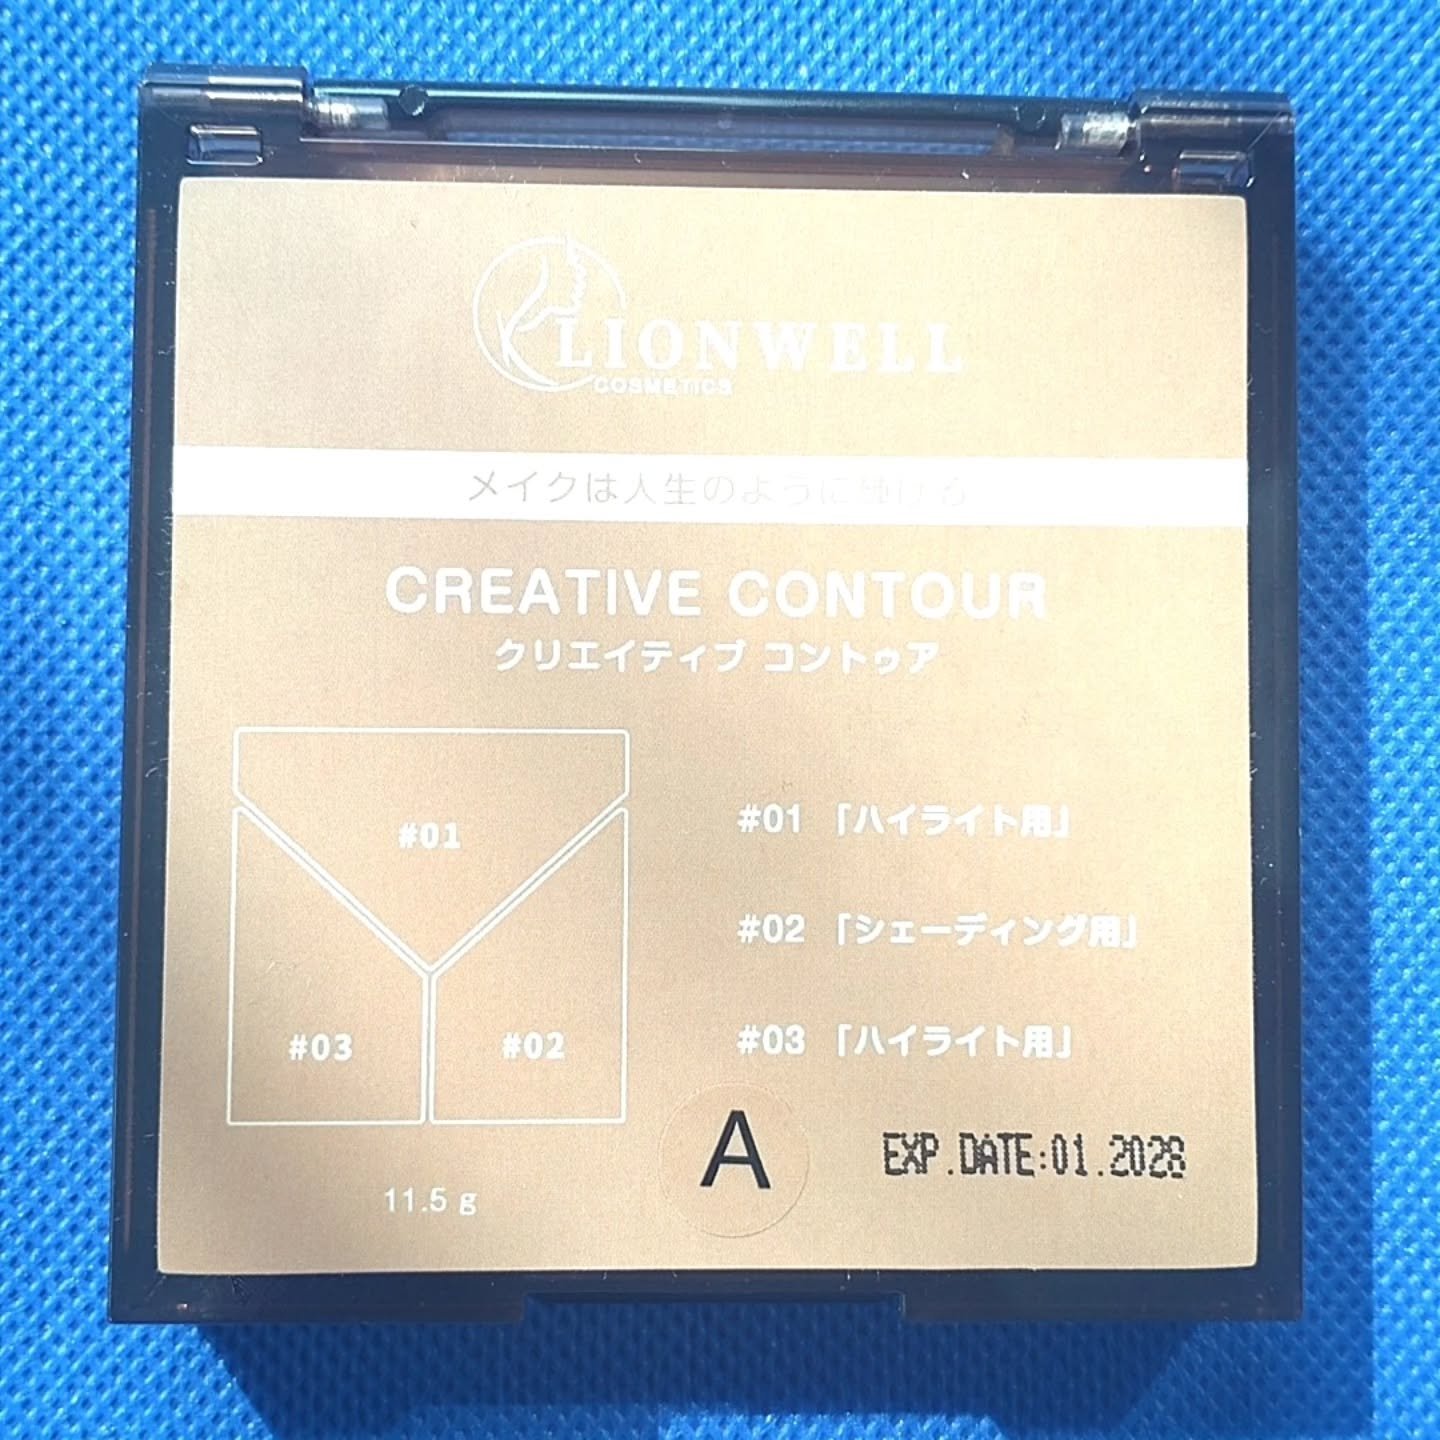 LIONWELL
COSMETICS
メイクは人生のように続ける
CREATIVE CONTOUR
クリエイティブ コントゥア
#01
#03
#02
11.5 g
#01 「ハイライト用」
#02 「シェーディング用」
#03 「ハイライト用」
A
EXP.DATE:01.2028